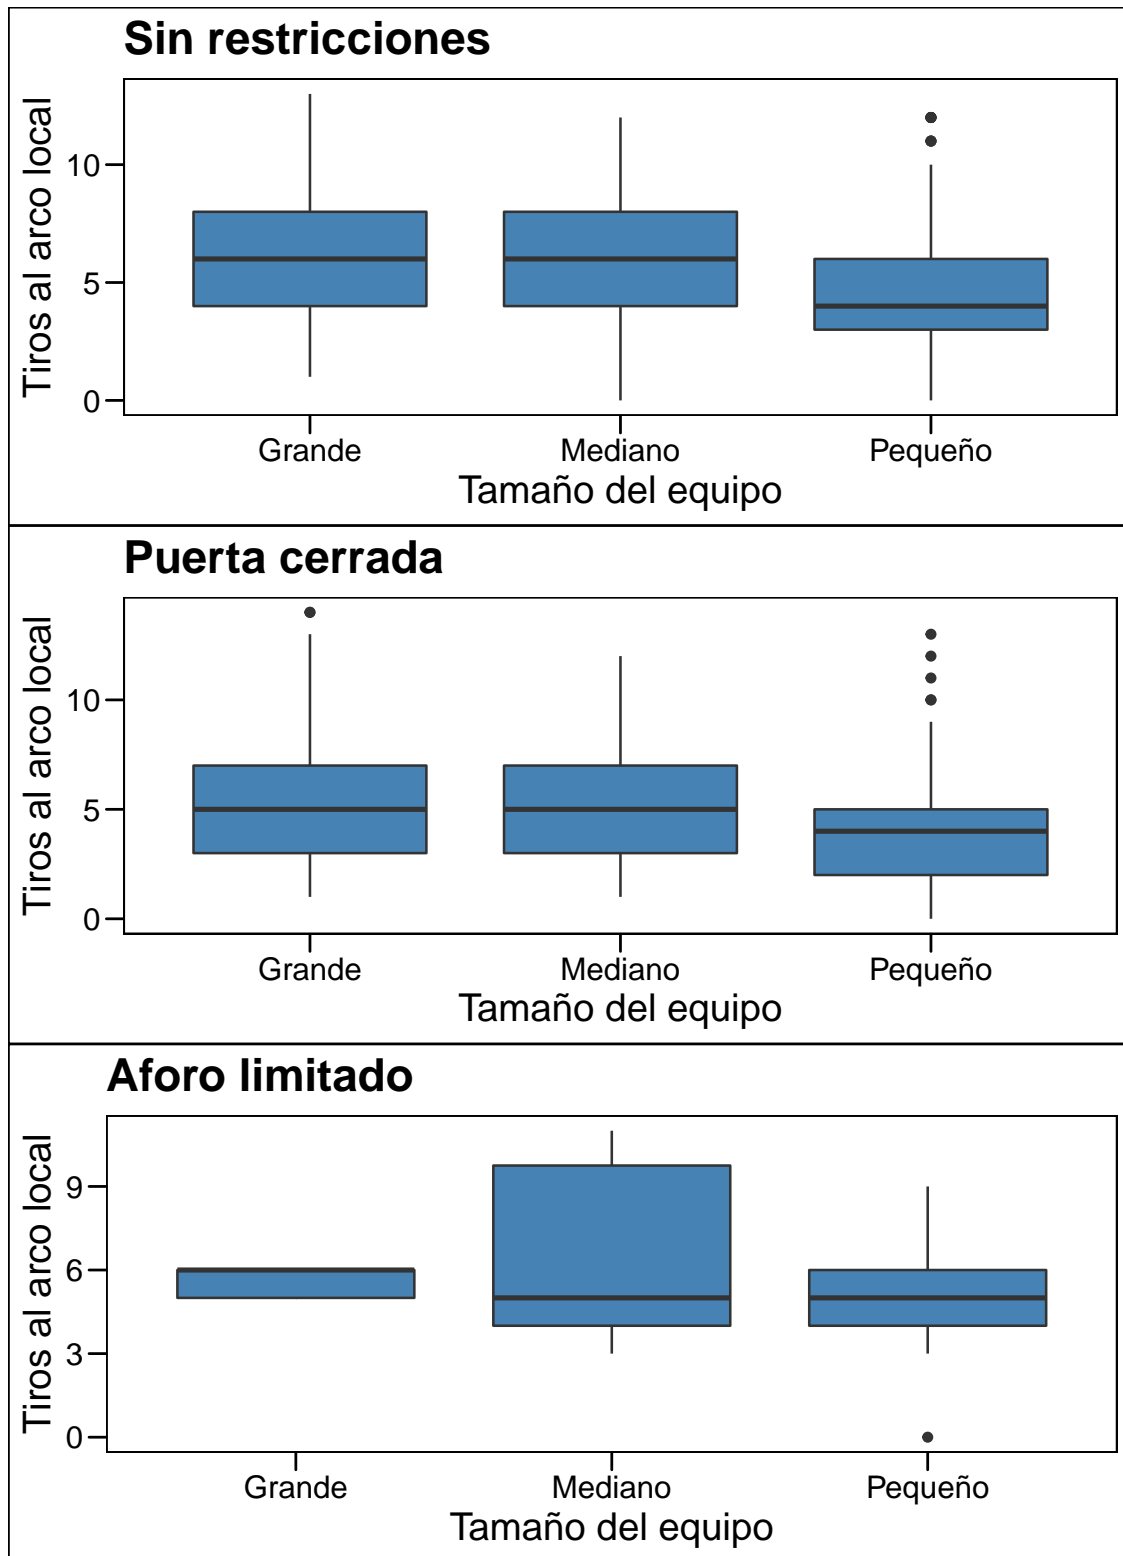 Sin restricciones
Tiros al arco local
10
5
0
Grande Mediano Pequeño
Tamaño del equipo
Puerta cerrada
Tiros al arco local
10
5
0
Grande Mediano Pequeño
Tamaño del equipo
Aforo limitado
Tiros al arco local
9
6
3
0
Grande Mediano Pequeño
Tamaño del equipo